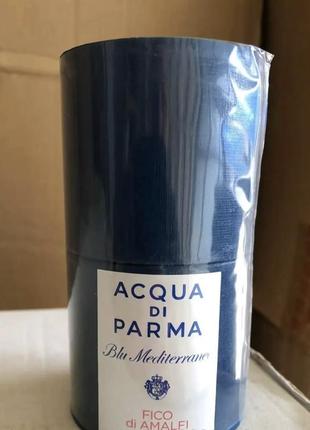 ACQUA
DI
PARMA
Blu Mediterraneo
FICO
di AMALFI